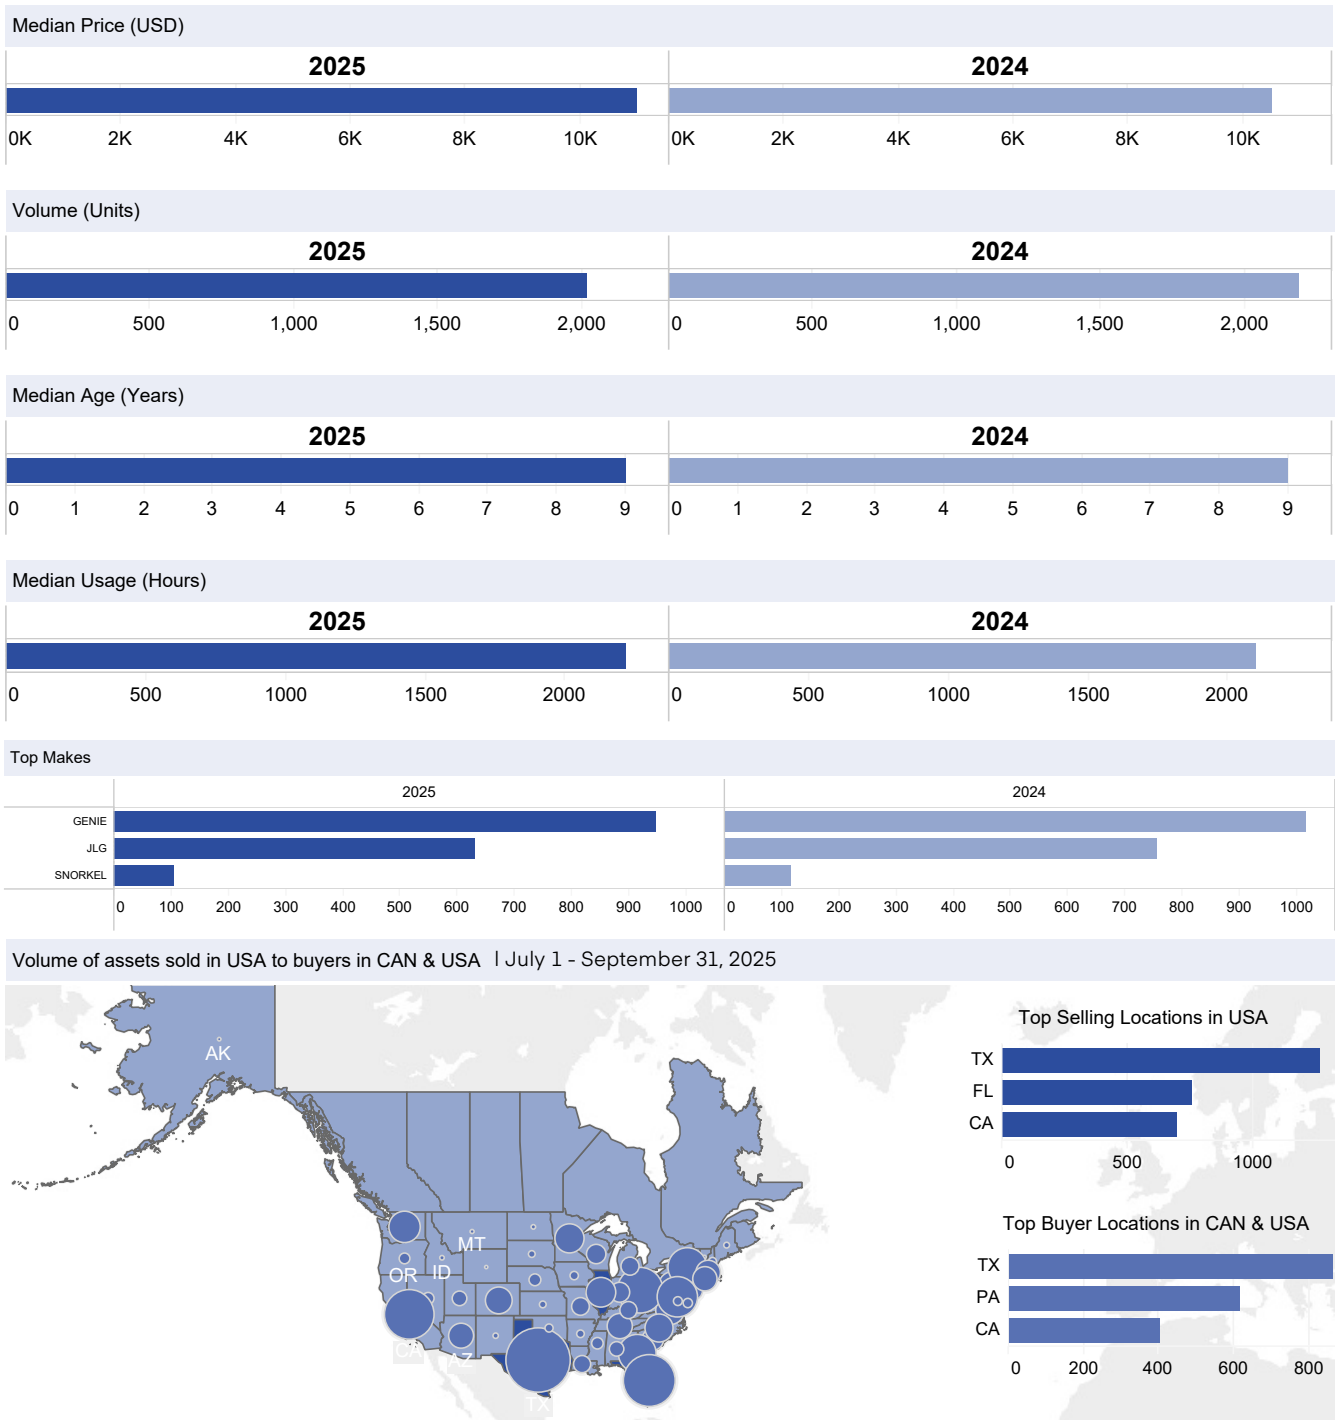 Median Price (USD)
2025 2024
0K 2K 4K 6K 8K 10K 0K 2K 4K 6K 8K 10K
Volume (Units)
2025 2024
0 500 1,000 1,500 2,000 0 500 1,000 1,500 2,000
Median Age (Years)
2025 2024
0 1 2 3 4 5 6 7 8 9 0 1 2 3 4 5 6 7 8 9
Median Usage (Hours)
2025 2024
0 500 1000 1500 2000 0 500 1000 1500 2000
Top Makes
2025 2024
GENIE
JLG
SNORKEL
0 100 200 300 400 500 600 700 800 900 1000 0 100 200 300 400 500 600 700 800 900 1000
Volume of assets sold in USA to buyers in CAN & USA | July 1 - September 31, 2025
AK
MT
OR ID
CA
AZ
TX
Top Selling Locations in USA
TX
FL
CA
0 500 1000
Top Buyer Locations in CAN & USA
TX
PA
CA
0 200 400 600 800